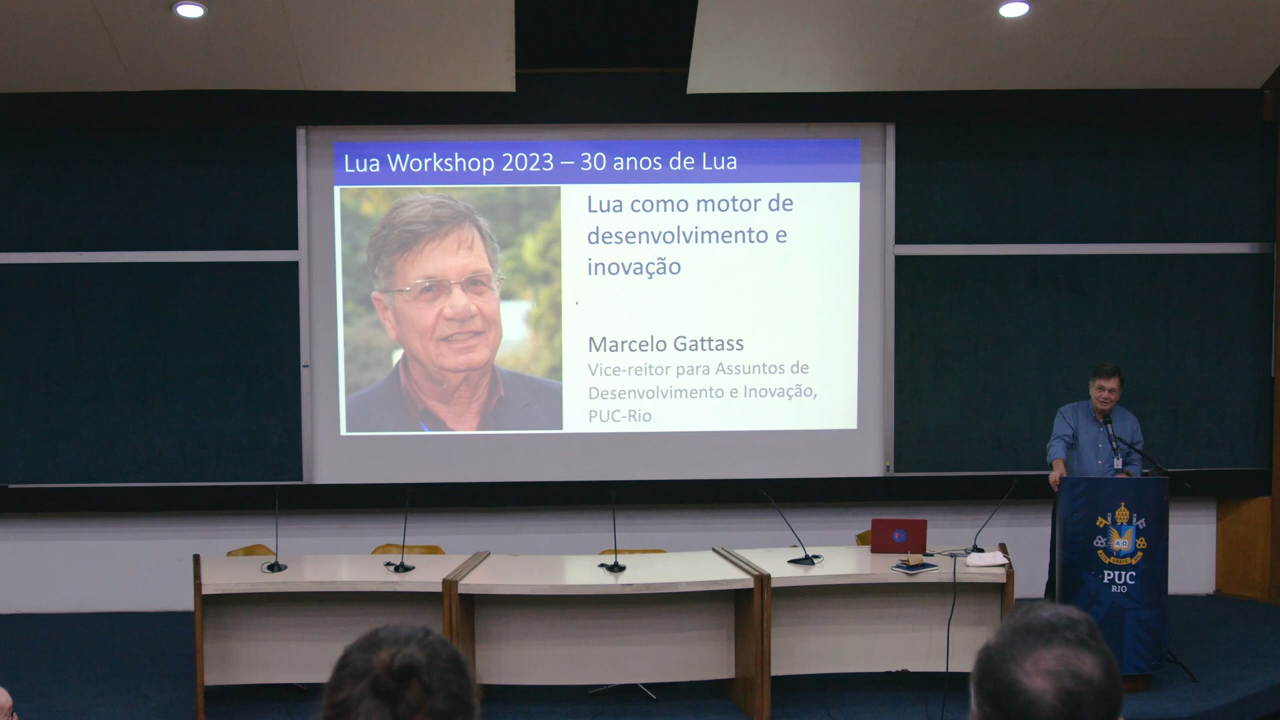 Lua Workshop 2023 – 30 anos de Lua
Lua como motor de
desenvolvimento e
inovação
Marcelo Gattass
Vice-reitor para Assuntos de
Desenvolvimento e Inovação,
PUC-Rio
PUC
RIO